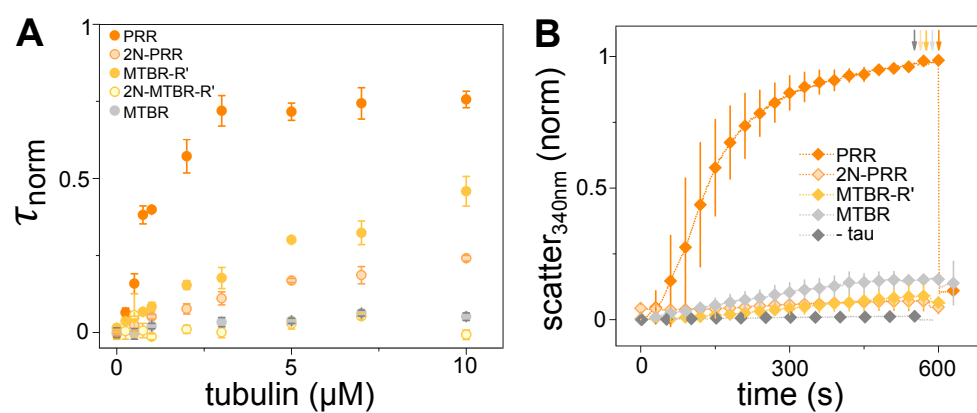 A
1
0.5
0
τnorm
PRR
2N-PRR
MTBR-R'
2N-MTBR-R'
MTBR
0
5
10
tubulin (µM)
B
1
0.5
0
scatter340nm (norm)
PRR
2N-PRR
MTBR-R'
MTBR
- tau
0
300
600
time (s)